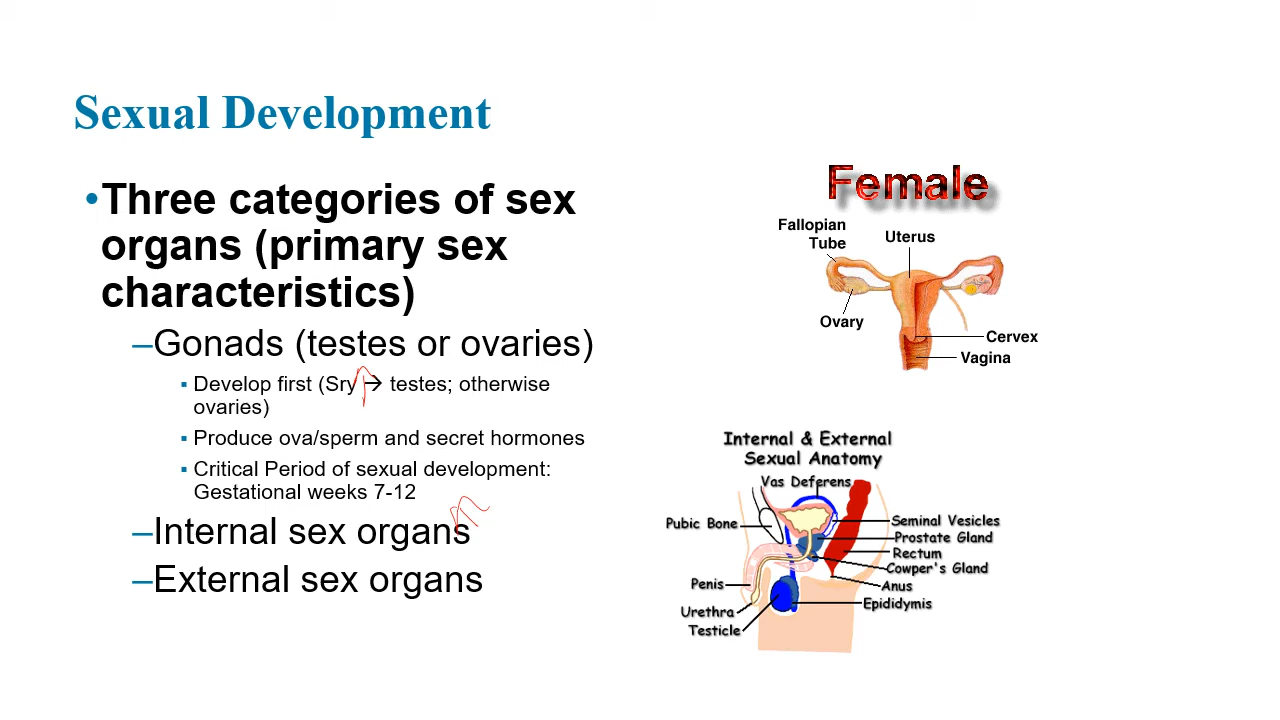 Sexual Development
•Three categories of sex
organs (primary sex
characteristics)
–Gonads (testes or ovaries)
▪ Develop first (Sry → testes; otherwise
ovaries)
▪ Produce ova/sperm and secret hormones
▪ Critical Period of sexual development:
Gestational weeks 7-12
–Internal sex organs
–External sex organs
Female
Fallopian
Tube
Uterus
Ovary
Cervex
Vagina
Internal & External
Sexual Anatomy
Vas Deferens
Pubic Bone
Seminal Vesicles
Prostate Gland
Rectum
Cowper's Gland
Penis
Anus
Urethra
Epididymis
Testicle